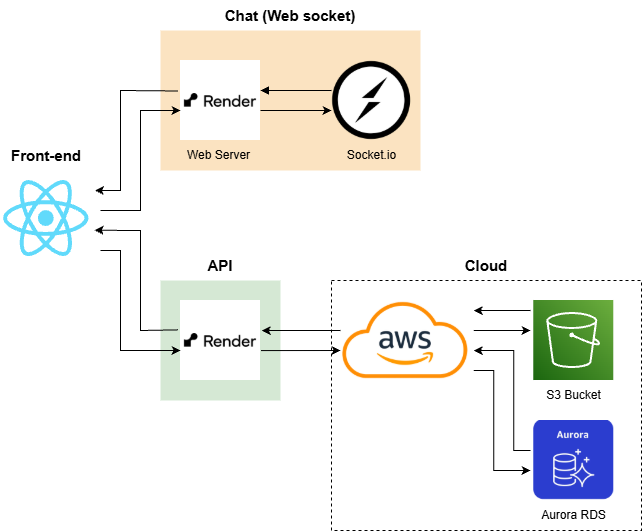 Chat (Web socket)
Render
Web Server
Socket.io
Front-end
API
Render
Cloud
aws
S3 Bucket
Aurora
Aurora RDS